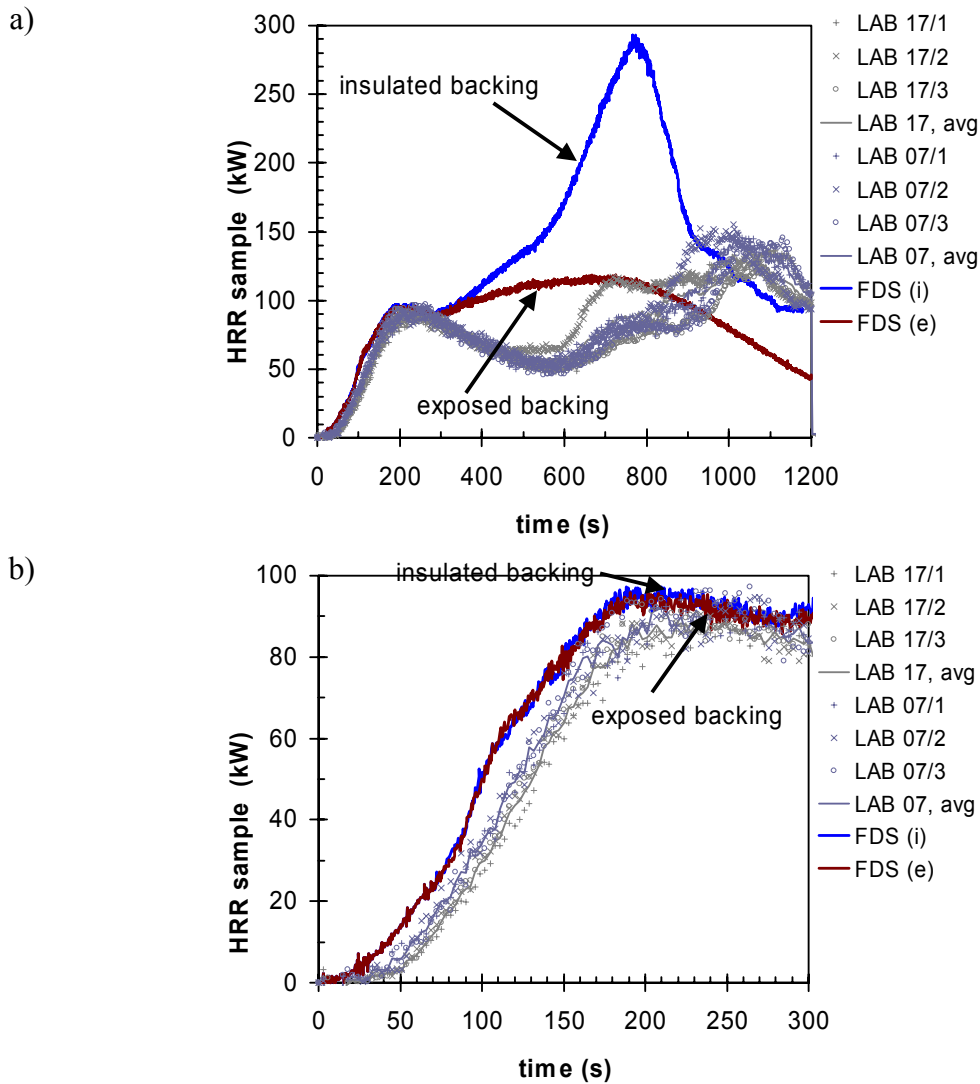 a)
300
250
200
150
100
50
0
HRR sample (kW)
insulated backing
exposed backing
0 200 400 600 800 1000 1200
time (s)
LAB 17/1
LAB 17/2
LAB 17/3
LAB 17, avg
LAB 07/1
LAB 07/2
LAB 07/3
LAB 07, avg
FDS (i)
FDS (e)
b)
100
80
60
40
20
0
HRR sample (kW)
insulated backing
exposed backing
0 50 100 150 200 250 300
time (s)
LAB 17/1
LAB 17/2
LAB 17/3
LAB 17, avg
LAB 07/1
LAB 07/2
LAB 07/3
LAB 07, avg
FDS (i)
FDS (e)